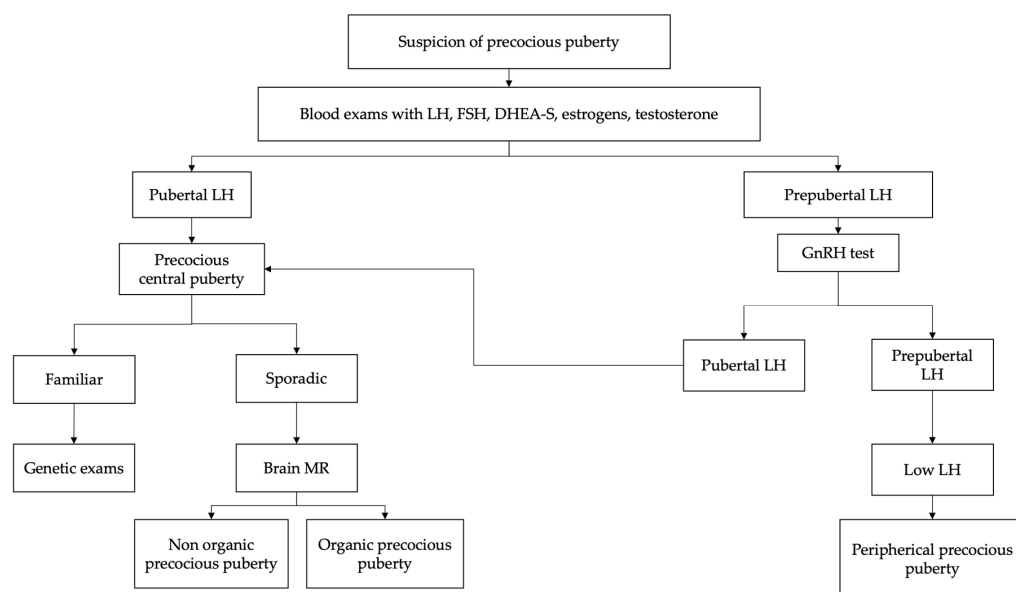 Suspicion of precocious puberty
Blood exams with LH, FSH, DHEA-S, estrogens, testosterone
Pubertal LH
Prepubertal LH
Precocious
central puberty
GnRH test
Familiar
Sporadic
Pubertal LH
Prepubertal
LH
Genetic exams
Brain MR
Low LH
Non organic
precocious puberty
Organic precocious
puberty
Peripherical precocious
puberty